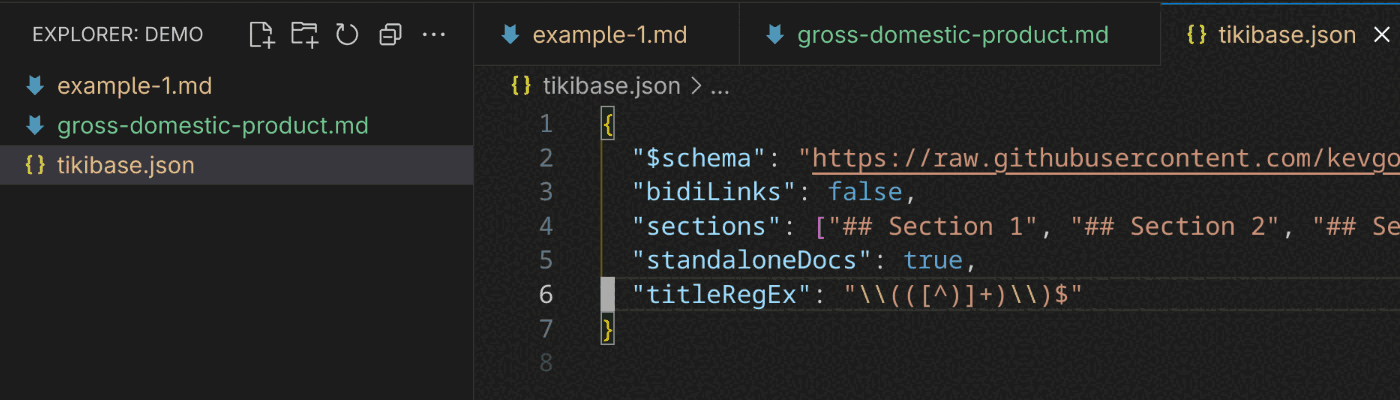 EXPLORER: DEMO
example-1.md
gross-domestic-product.md
tikibase.json
example-1.md gross-domestic-product.md {} tikibase.json
{} tikibase.json > ...
1 {
2 "$schema": "https://raw.githubusercontent.com/kevgo
3 "bidiLinks": false,
4 "sections": ["## Section 1", "## Section 2", "## Se
5 "standaloneDocs": true,
6 "titleRegEx": "\\(([^)]+)\\)$"
7 }
8